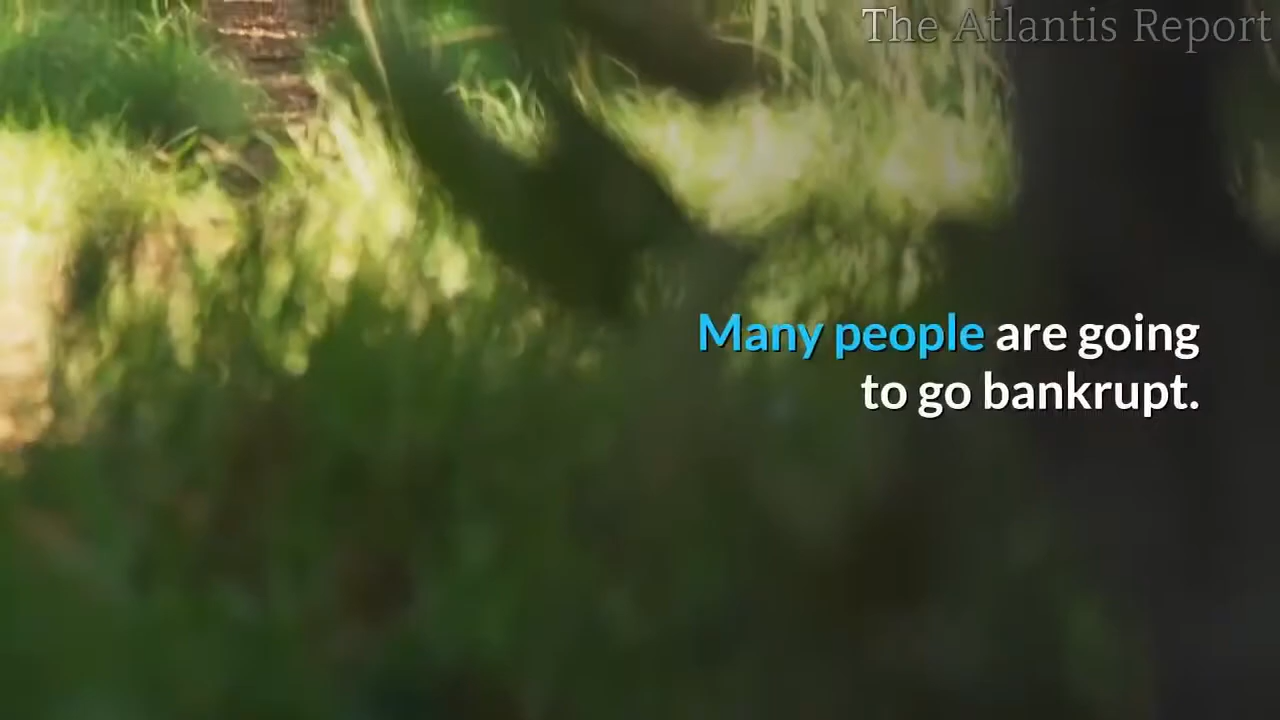 The Atlantis Report
Many people are going
to go bankrupt.